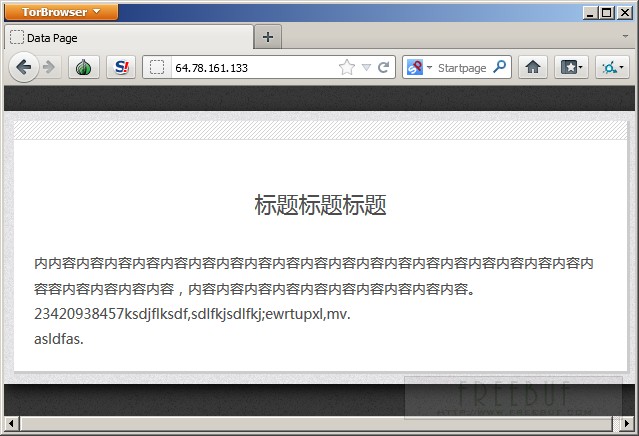 TorBrowser
Data Page
64.78.161.133
Startpage
标题标题标题
内内容内容内容内容内容内容内容内容内容内容内容内容内容内容内容内容内容内容内容内
容容内容内容内容内容，内容内容内容内容内容内容内容内容内容内容。
23420938457ksdjflksdf,sdlfkjsdlfkj;ewrtupxl,mv.
asldfas.
FREEBUF
HTTP://WWW.FREEBUF.COM